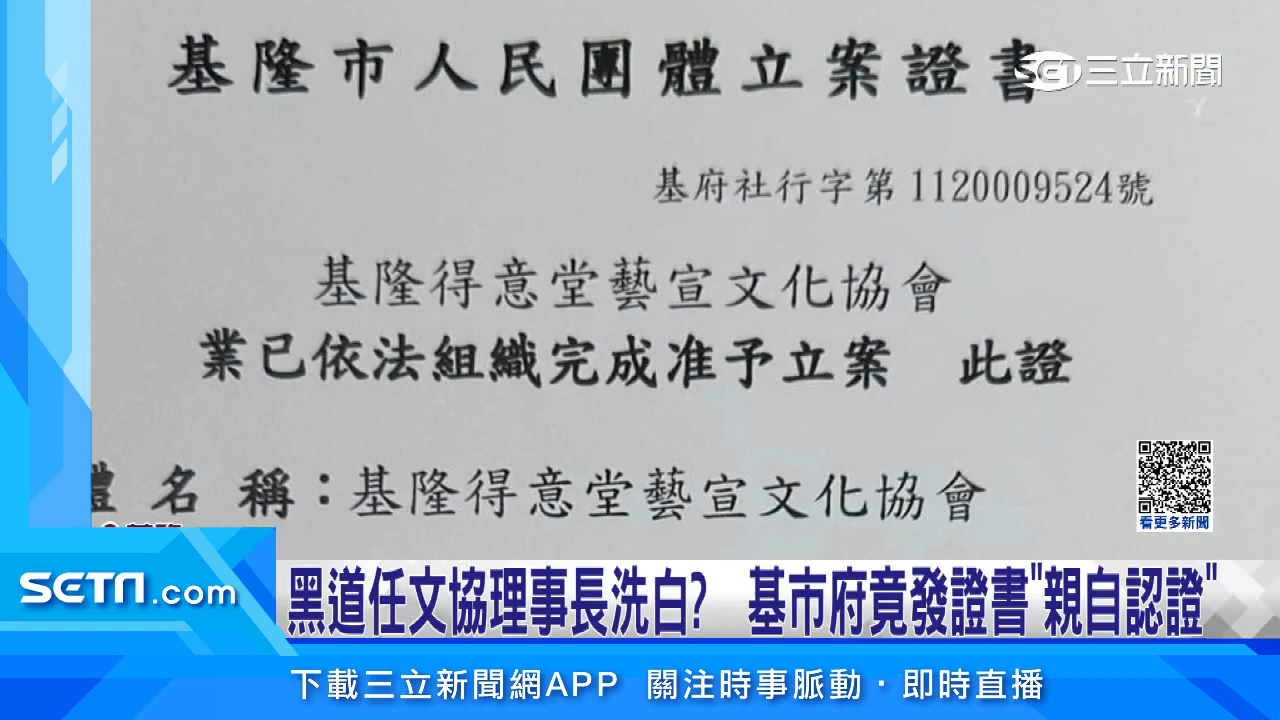 基隆市人民團體立案證書
SET三立新聞
基府社行字第1120009524號
基隆得意堂藝宣文化協會
業已依法組織完成准予立案 此證
體名稱：基隆得意堂藝宣文化協會
看更多新聞
SETN.com
黑道任文協理事長洗白? 基市府竟發證書"親自認證"
下載三立新聞網APP 關注時事脈動·即時直播